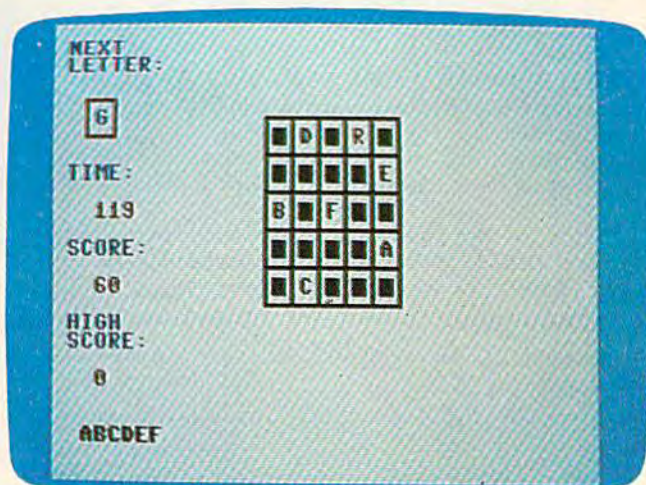 NEXT
LETTER:
G
TIME:
119
SCORE:
60
HIGH
SCORE:
0
ABCDEF
D R
E
B F
A
C